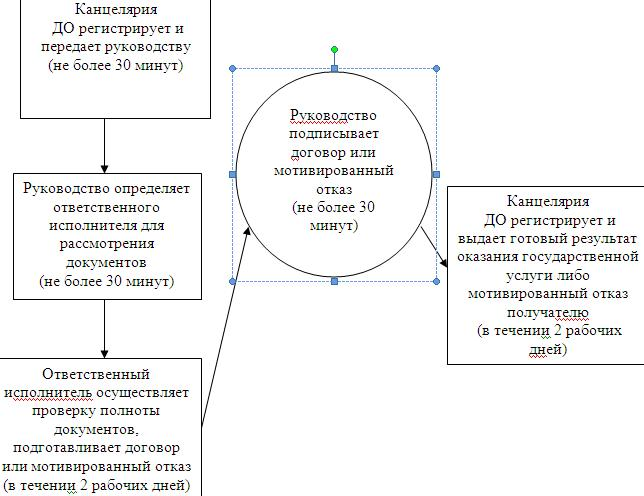 Канцелярия
ДО регистрирует и
передает руководству
(не более 30 минут)
Руководство определяет
ответственного
исполнителя для
рассмотрения
документов
(не более 30 минут)
Ответственный
исполнитель осуществляет
проверку полноты
документов,
подготавливает договор
или мотивированный отказ
(в течении 2 рабочих дней)
Руководство
подписывает
договор или
мотивированный
отказ
(не более 30
минут)
Канцелярия
ДО регистрирует и
выдает готовый результат
оказания государственной
услуги либо
мотивированный отказ
получателю
(в течении 2 рабочих
дней)